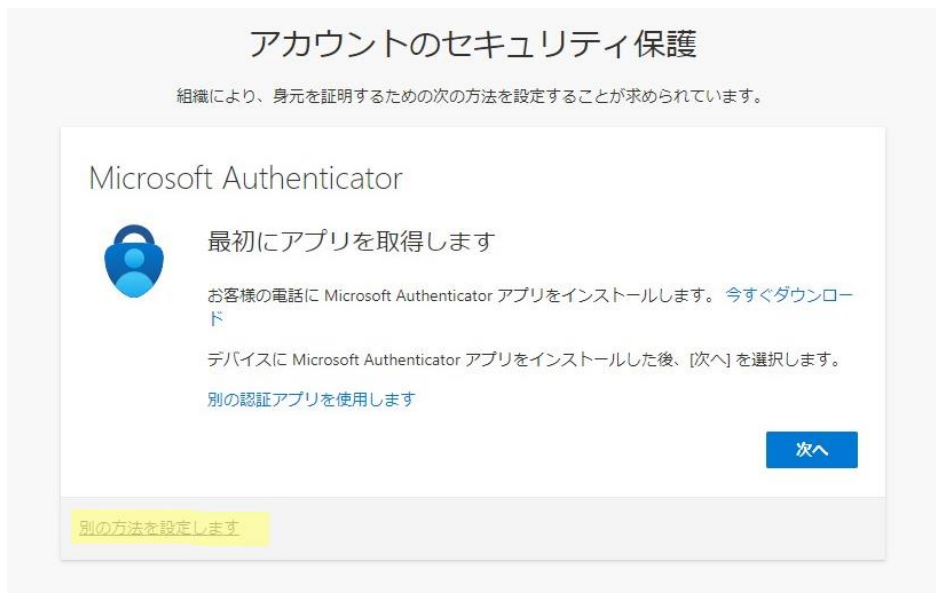 アカウントのセキュリティ保護
組織により、身元を証明するための次の方法を設定することが求められています。
Microsoft Authenticator
最初にアプリを取得します
お客様の電話に Microsoft Authenticator アプリをインストールします。 今すぐダウンロー
ド
デバイスに Microsoft Authenticator アプリをインストールした後、[次へ] を選択します。
別の認証アプリを使用します
次へ
別の方法を設定します